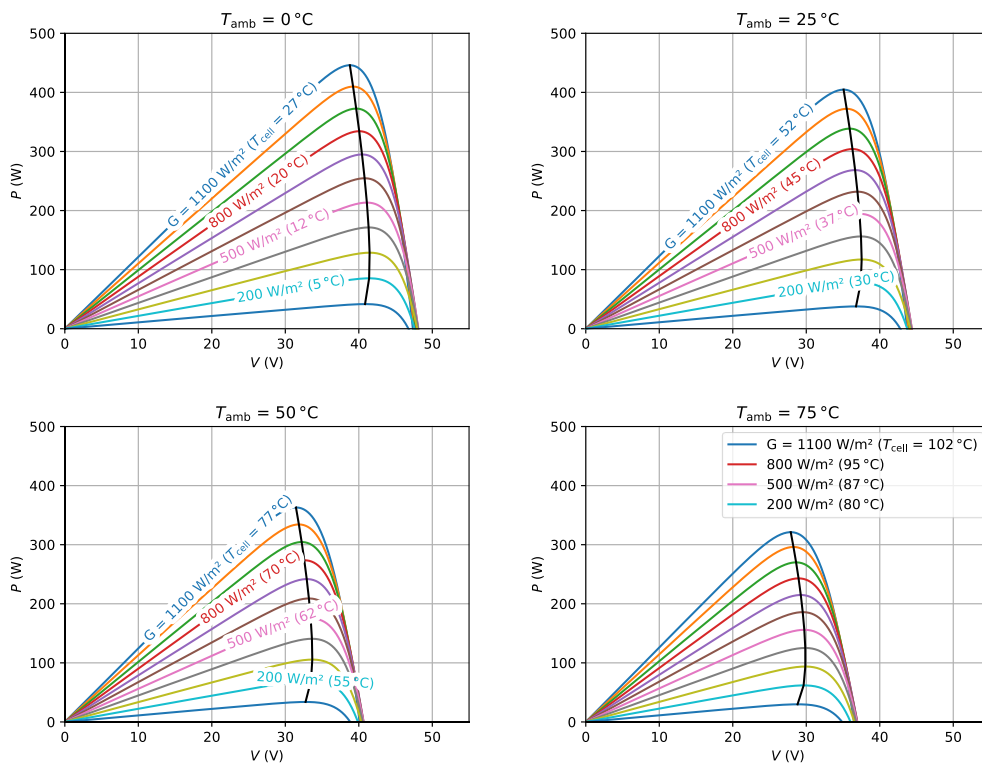 T_amb = 0 °C
500
400
300
200
100
0
P (W)
G = 1100 W/m² (T_cell = 27 °C)
800 W/m² (20 °C)
500 W/m² (12 °C)
200 W/m² (5 °C)
0 10 20 30 40 50
V (V)
T_amb = 25 °C
500
400
300
200
100
0
P (W)
G = 1100 W/m² (T_cell = 52 °C)
800 W/m² (45 °C)
500 W/m² (37 °C)
200 W/m² (30 °C)
0 10 20 30 40 50
V (V)
T_amb = 50 °C
500
400
300
200
100
0
P (W)
G = 1100 W/m² (T_cell = 77 °C)
800 W/m² (70 °C)
500 W/m² (62 °C)
200 W/m² (55 °C)
0 10 20 30 40 50
V (V)
T_amb = 75 °C
500
400
300
200
100
0
P (W)
G = 1100 W/m² (T_cell = 102 °C)
800 W/m² (95 °C)
500 W/m² (87 °C)
200 W/m² (80 °C)
0 10 20 30 40 50
V (V)